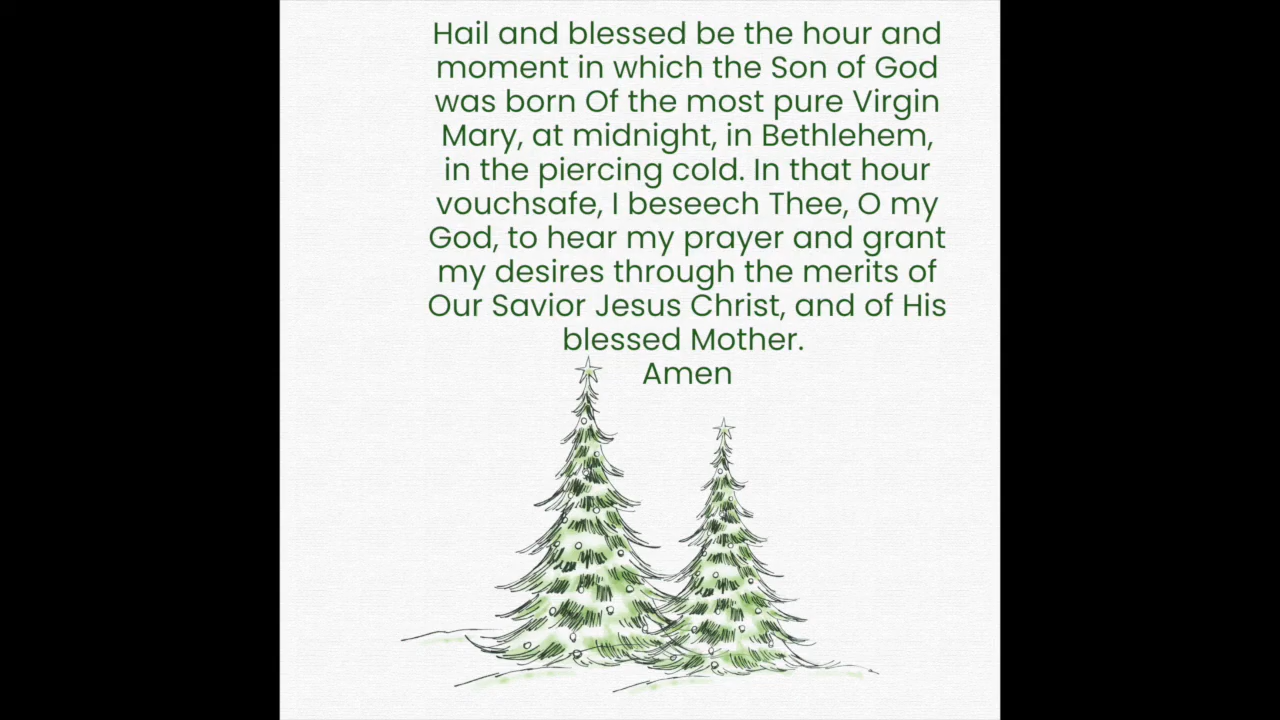 Hail and blessed be the hour and
moment in which the Son of God
was born Of the most pure Virgin
Mary, at midnight, in Bethlehem,
in the piercing cold. In that hour
vouchsafe, I beseech Thee, O my
God, to hear my prayer and grant
my desires through the merits of
Our Savior Jesus Christ, and of His
blessed Mother.
Amen